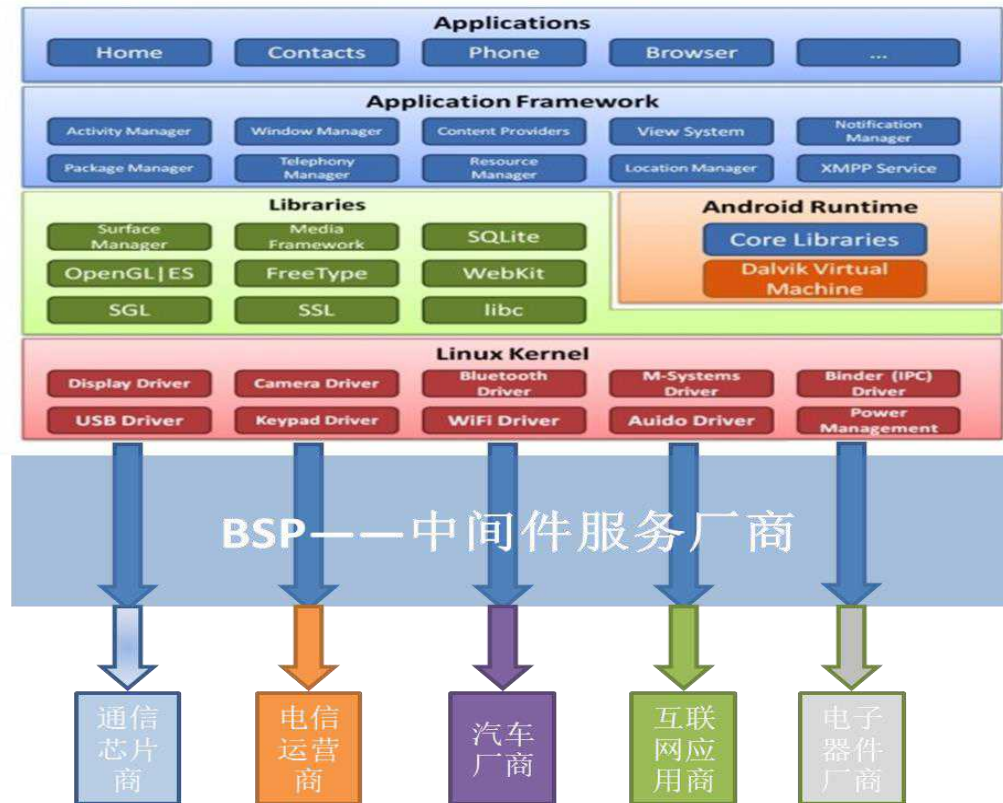 Applications
Home Contacts Phone Browser ...
Application Framework
Activity Manager Window Manager Content Providers View System Notification Manager
Package Manager Telephony Manager Resource Manager Location Manager XMPP Service
Libraries
Surface Manager Media Framework SQLite
OpenGL|ES FreeType WebKit
SGL SSL libc
Android Runtime
Core Libraries
Dalvik Virtual Machine
Linux Kernel
Display Driver Camera Driver Bluetooth Driver M-Systems Driver Binder (IPC) Driver
USB Driver Keypad Driver WiFi Driver Auido Driver Power Management
BSP——中间件服务厂商
通信
芯片
商
电信
运营
商
汽车
厂商
互联
网应
用商
电子
器件
厂商